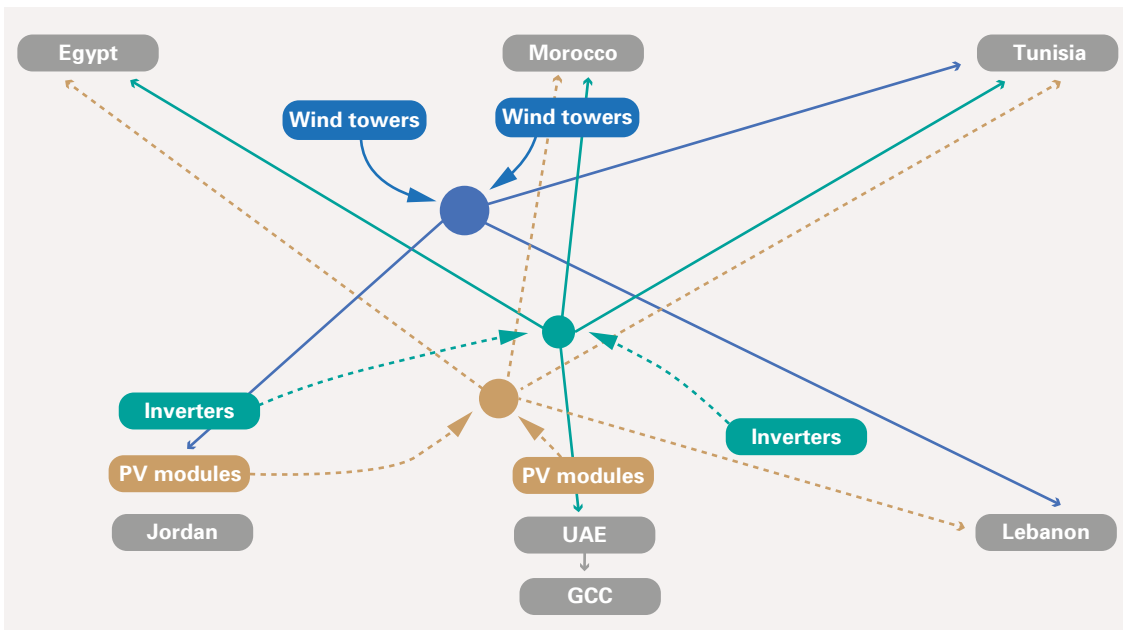 Egypt
Morocco
Tunisia
Wind towers
Wind towers
Inverters
Inverters
PV modules
PV modules
Jordan
UAE
Lebanon
GCC